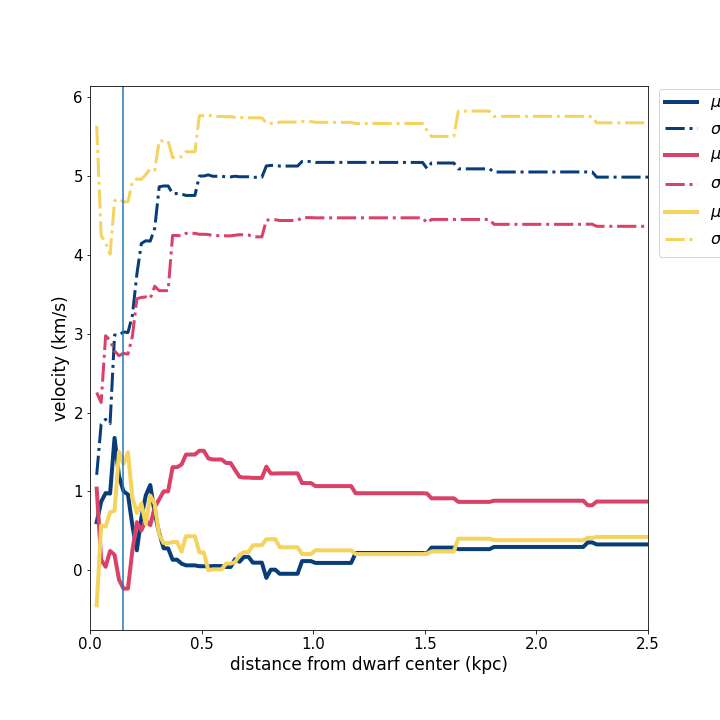 6
5
4
3
2
1
0
velocity (km/s)
0.0 0.5 1.0 1.5 2.0 2.5
distance from dwarf center (kpc)
μ
σ
μ
σ
μ
σ